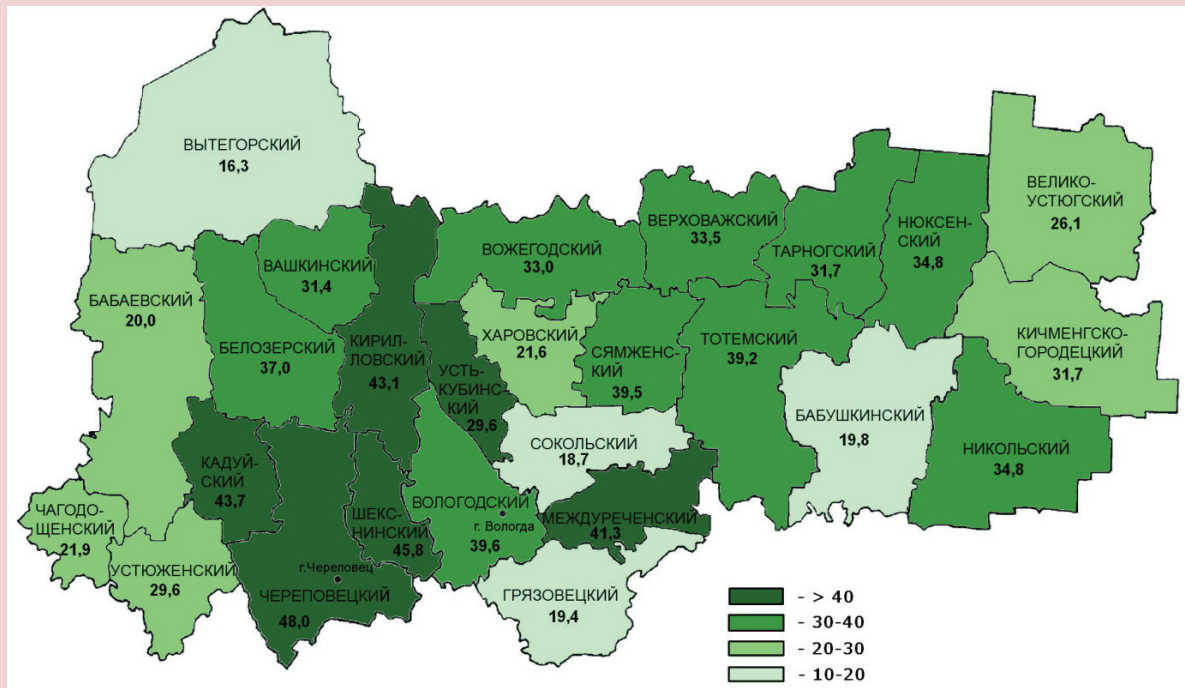 ВЫТЕГОРСКИЙ
16,3
ВЕЛИКО-
УСТЮГСКИЙ
26,1
ВЕРХОВАЖСКИЙ
33,5
НЮКСЕН-
СКИЙ
34,8
ТАРНОГСКИЙ
31,7
ВОЖЕГОДСКИЙ
33,0
ВАШКИНСКИЙ
31,4
БАБАЕВСКИЙ
20,0
КИЧМЕНГСКО-
ГОРОДЕЦКИЙ
31,7
ХАРОВСКИЙ
21,6
ТОТЕМСКИЙ
39,2
БЕЛОЗЕРСКИЙ
37,0
КИРИЛ-
ЛОВСКИЙ
43,1
СЯМЖЕНС-
КИЙ
39,5
УСТЬ-
КУБИНС-
КИЙ
29,6
БАБУШКИНСКИЙ
19,8
СОКОЛЬСКИЙ
18,7
НИКОЛЬСКИЙ
34,8
КАДУЙ-
СКИЙ
43,7
ВОЛОГОДСКИЙ
г. Вологда
39,6
ЧАГОДО-
ЩЕНСКИЙ
21,9
ШЕКС-
НИНСКИЙ
45,8
МЕЖДУРЕЧЕНСКИЙ
41,3
УСТЮЖЕНСКИЙ
29,6
г.Череповец
ЧЕРЕПОВЕЦКИЙ
48,0
ГРЯЗОВЕЦКИЙ
19,4
- > 40
- 30-40
- 20-30
- 10-20